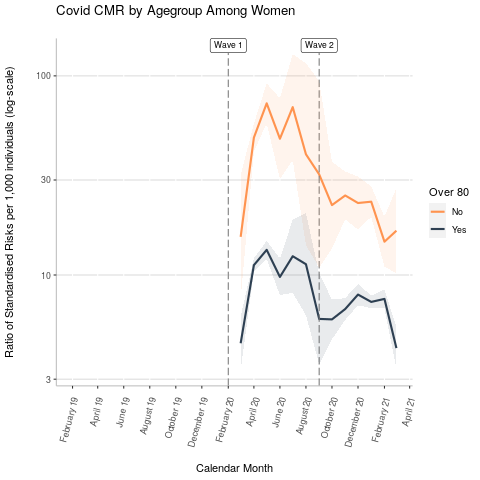 Covid CMR by Agegroup Among Women
Ratio of Standardised Risks per 1,000 individuals (log-scale)
Wave 1
Wave 2
100
30
10
3
Over 80
No
Yes
February 19
April 19
June 19
August 19
October 19
December 19
February 20
April 20
June 20
August 20
October 20
December 20
February 21
April 21
Calendar Month